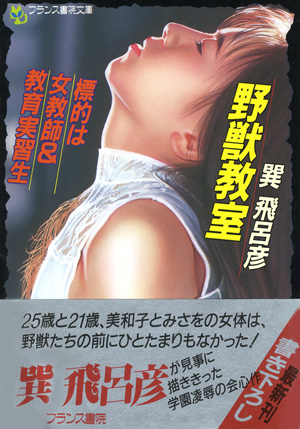 フランス書院文庫
野獣教室
巽 飛呂彦
標的は
女教師&
教育実習生
25歳と21歳、美和子とみさをの女体は、
野獣たちの前にひとたまりもなかった!
巽 飛呂彦が見事に
描ききった
学園凌辱の会心作
フランス書院
最新刊
書き下ろし